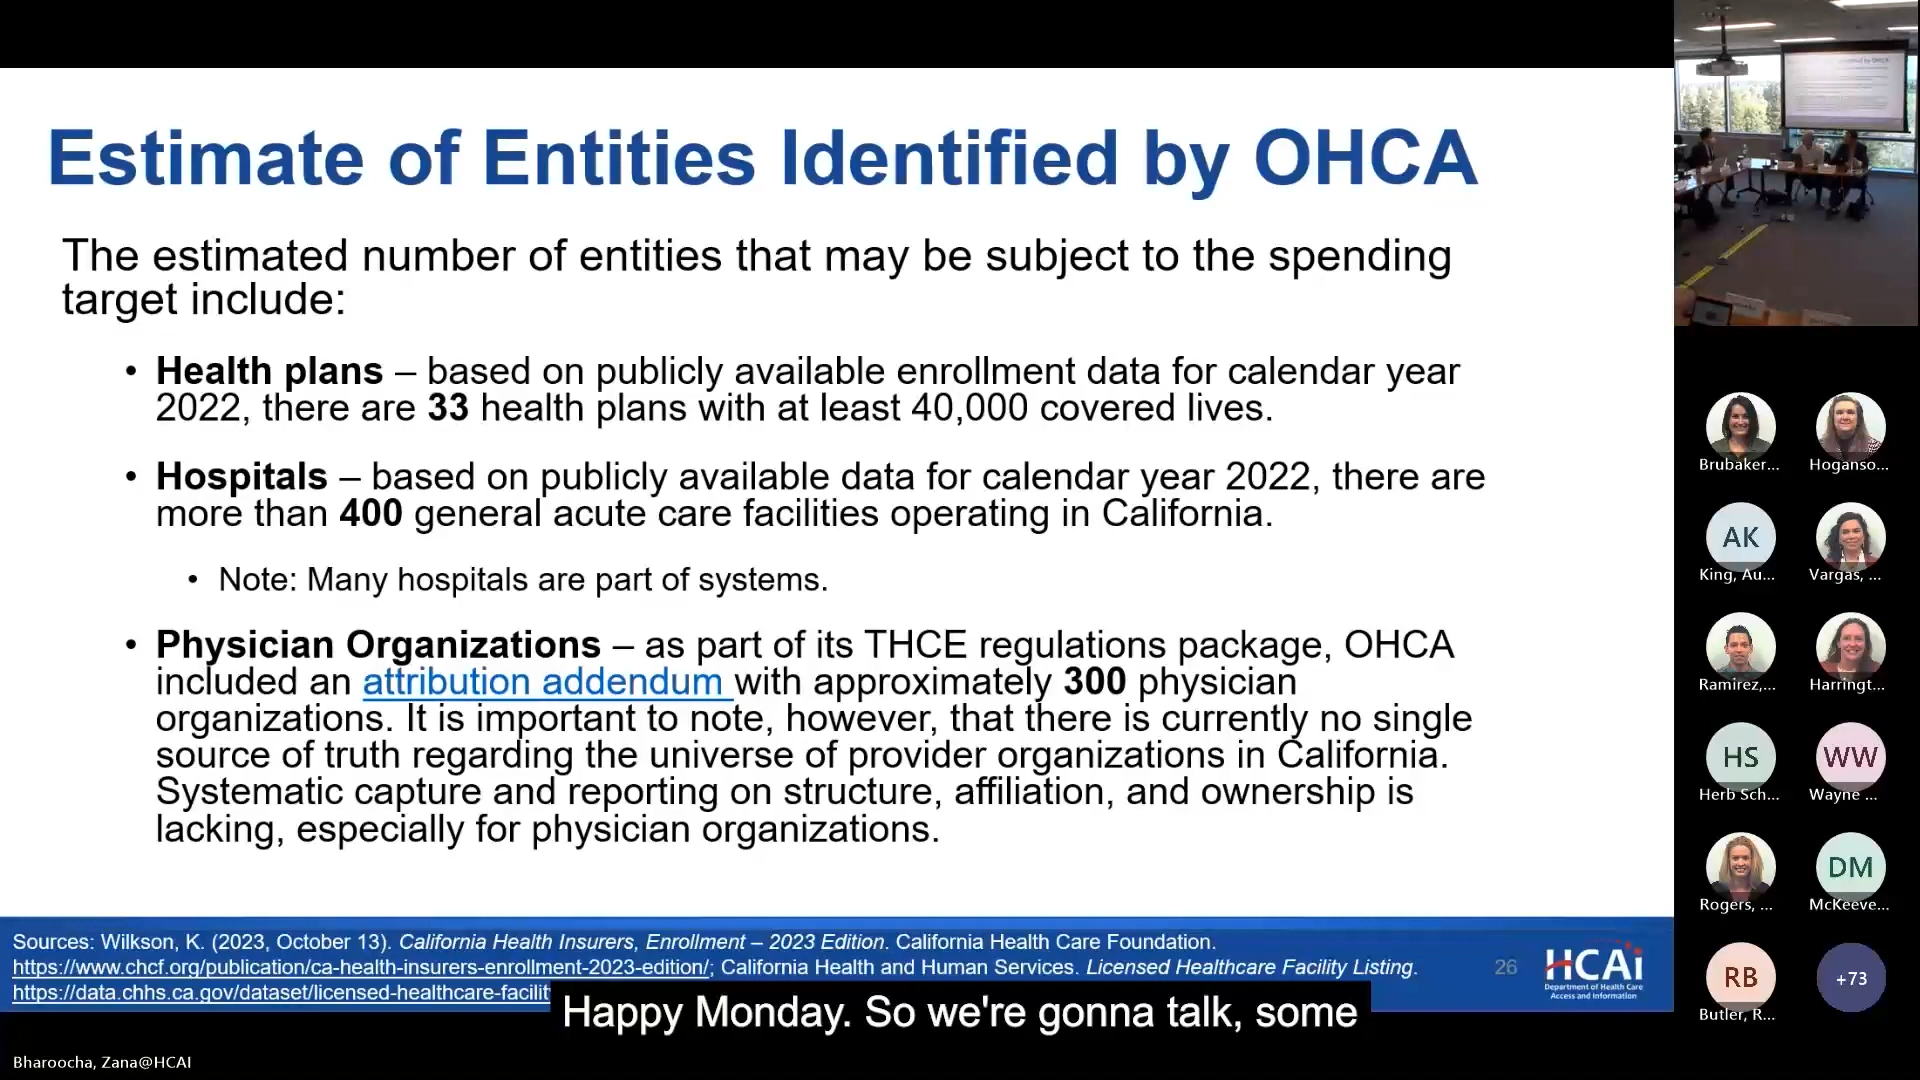 Estimate of Entities Identified by OHCA
The estimated number of entities that may be subject to the spending
target include:
• Health plans – based on publicly available enrollment data for calendar year
2022, there are 33 health plans with at least 40,000 covered lives.
• Hospitals – based on publicly available data for calendar year 2022, there are
more than 400 general acute care facilities operating in California.
• Note: Many hospitals are part of systems.
• Physician Organizations – as part of its THCE regulations package, OHCA
included an attribution addendum with approximately 300 physician
organizations. It is important to note, however, that there is currently no single
source of truth regarding the universe of provider organizations in California.
Systematic capture and reporting on structure, affiliation, and ownership is
lacking, especially for physician organizations.
Sources: Wilkson, K. (2023, October 13). California Health Insurers, Enrollment – 2023 Edition. California Health Care Foundation.
https://www.chcf.org/publication/ca-health-insurers-enrollment-2023-edition/; California Health and Human Services. Licensed Healthcare Facility Listing.
https://data.chhs.ca.gov/dataset/licensed-healthcare-facilit
26
HCAi
Department of Health Care
Access and Information
Happy Monday. So we're gonna talk, some
Bharoocha, Zana@HCAI
Brubaker...
Hoganso...
AK
King, Au...
Vargas, ...
Ramirez,...
Harringt...
HS
Herb Sch...
WW
Wayne ...
Rogers, ...
DM
McKeeve...
RB
Butler, R...
+73